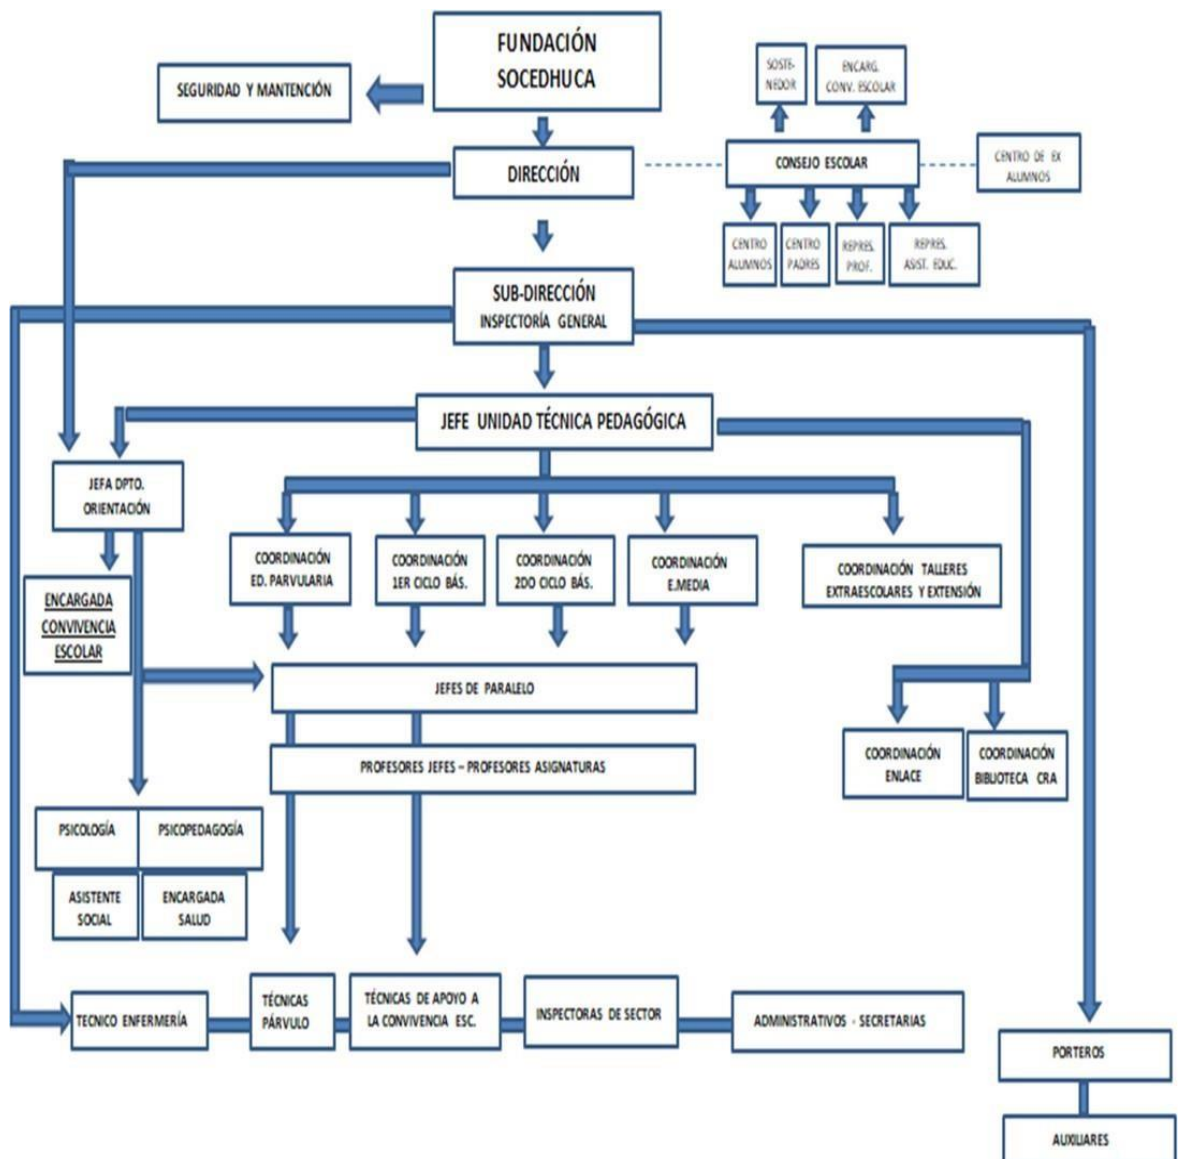 FUNDACIÓN
SOCEDHUCA
SEGURIDAD Y MANTENCIÓN
SOSTE-
NEDOR
ENCARG.
CONV. ESCOLAR
DIRECCIÓN
CONSEJO ESCOLAR
CENTRO DE EX
ALUMNOS
CENTRO
ALUMNOS
CENTRO
PADRES
REPRES.
PROF.
REPRES.
ASIST. EDUC.
SUB-DIRECCIÓN
INSPECTORÍA GENERAL
JEFE UNIDAD TÉCNICA PEDAGÓGICA
JEFA DPTO.
ORIENTACIÓN
COORDINACIÓN
ED. PARVULARIA
COORDINACIÓN
1ER CICLO BÁS.
COORDINACIÓN
2DO CICLO BÁS.
COORDINACIÓN
E.MEDIA
COORDINACIÓN TALLERES
EXTRAESCOLARES Y EXTENSIÓN
ENCARGADA
CONVIVENCIA
ESCOLAR
JEFES DE PARALELO
PROFESORES JEFES – PROFESORES ASIGNATURAS
COORDINACIÓN
ENLACE
COORDINACIÓN
BIBLIOTECA CRA
PSICOLOGÍA
PSICOPEDAGOGÍA
ASISTENTE
SOCIAL
ENCARGADA
SALUD
TECNICO ENFERMERÍA
TÉCNICAS
PÁRVULO
TÉCNICAS DE APOYO A
LA CONVIVENCIA ESC.
INSPECTORAS DE SECTOR
ADMINISTRATIVOS - SECRETARIAS
PORTEROS
AUXILIARES